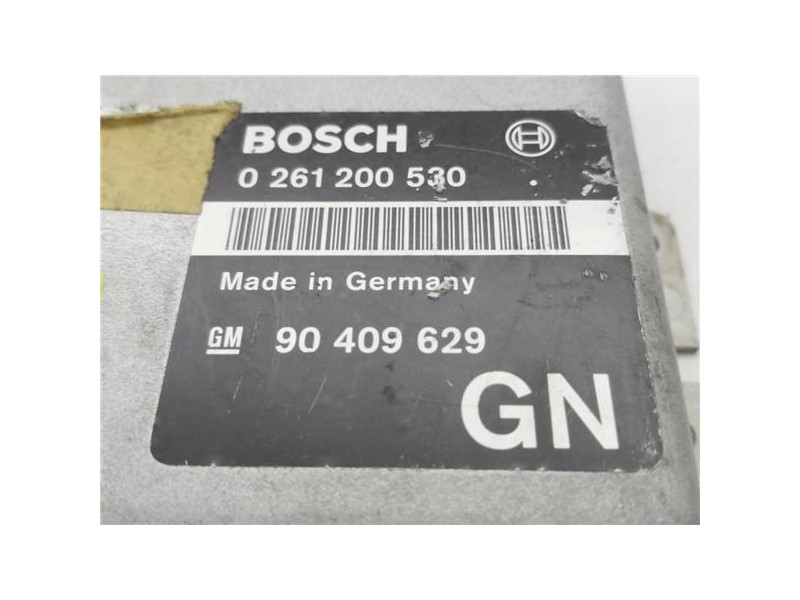 BOSCH
0 261 200 530
Made in Germany
GM 90 409 629
GN